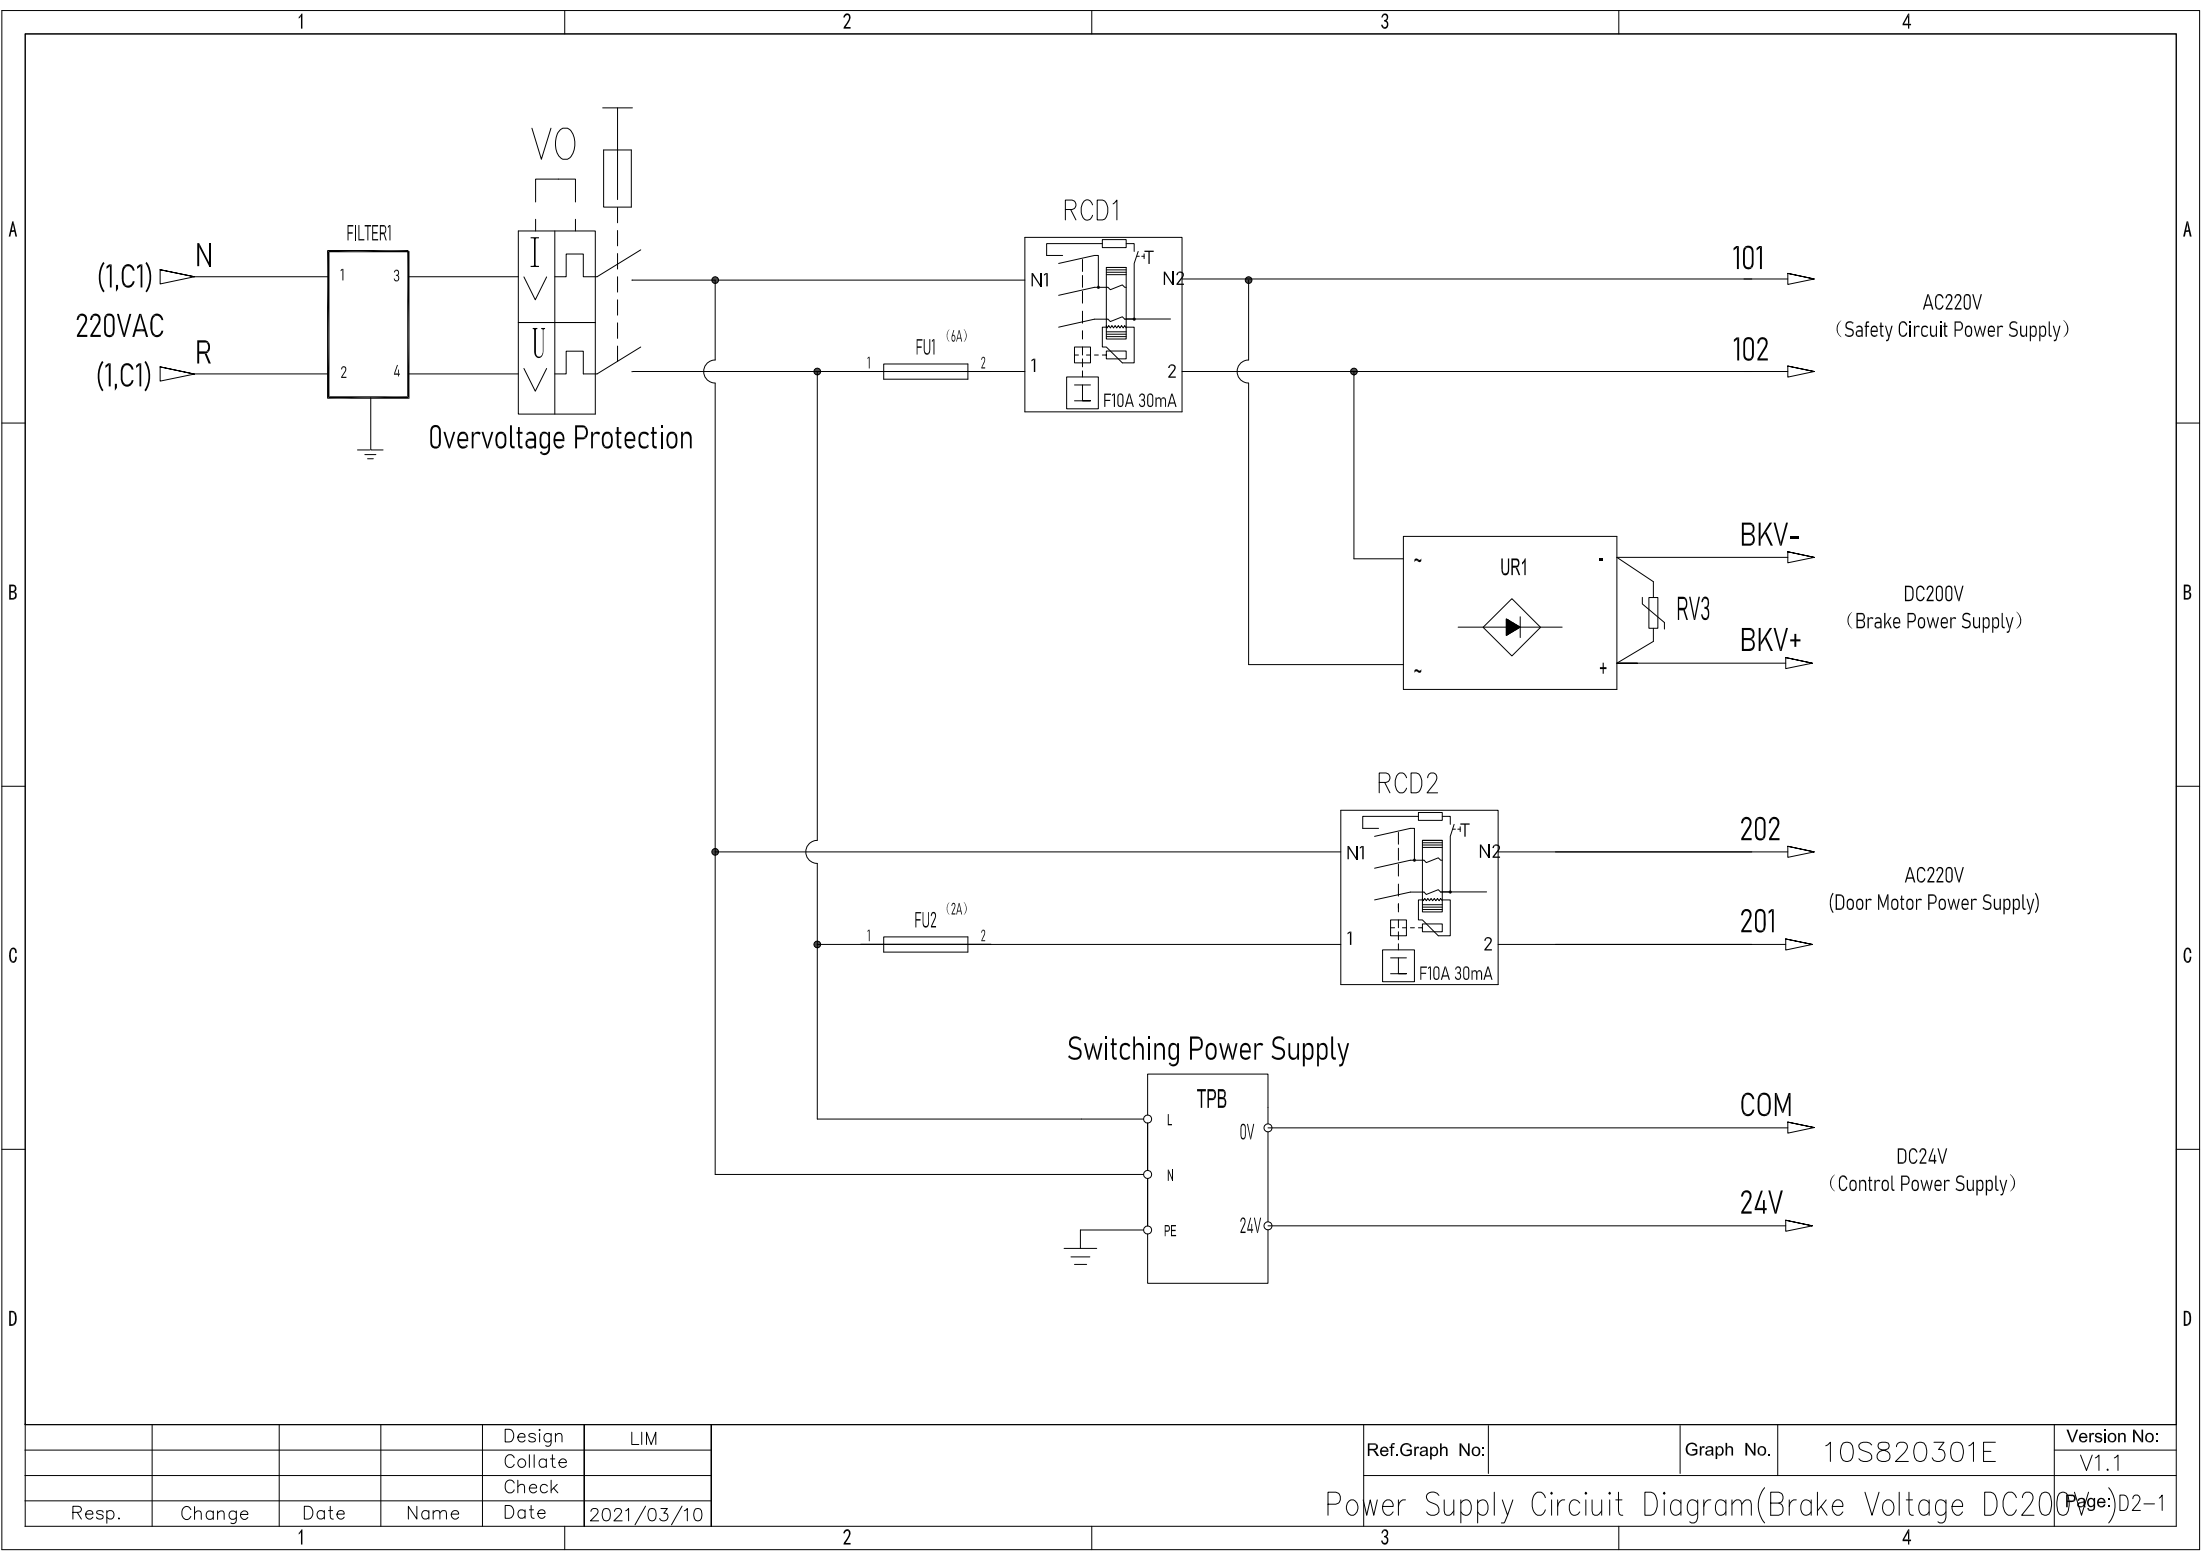 1 2 3 4
VO
RCD1
A A
N FILTER1 I 101
(1,C1) 1 3 N1 T N2
AC220V
220VAC (Safety Circuit Power Supply)
U
R FU1 (6A) 102
(1,C1) 2 4 1 2 1 2
I F10A 30mA
Overvoltage Protection
BKV-
~ UR1 -
B DC200V B
RV3
(Brake Power Supply)
BKV+
~ +
RCD2
202
N1 T N2
AC220V
(Door Motor Power Supply)
FU2 (2A) 201
1 2 1 2
C C
I F10A 30mA
Switching Power Supply
TPB COM
L 0V
DC24V
N (Control Power Supply)
24V
PE 24V
D D
Design LIM
Collate
Check
Resp. Change Date Name Date 2021/03/10
Ref.Graph No: Graph No. 10S820301E Version No:
V1.1
Power Supply Circiuit Diagram(Brake Voltage DC200V ) Page: D2-1
1 2 3 4